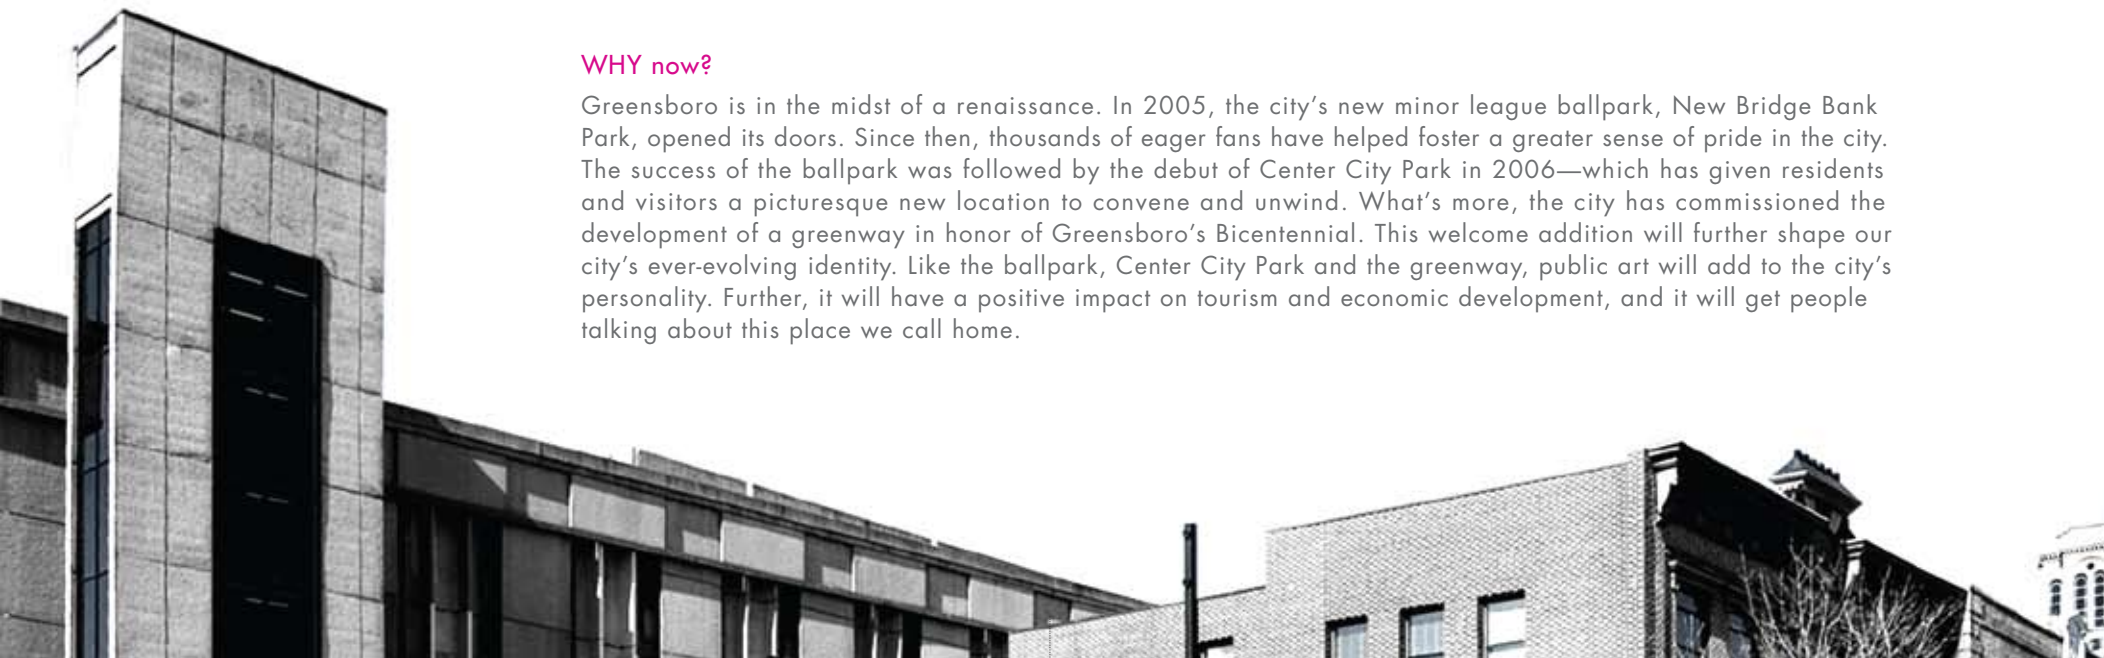 WHY now?
Greensboro is in the midst of a renaissance. In 2005, the city’s new minor league ballpark, New Bridge Bank
Park, opened its doors. Since then, thousands of eager fans have helped foster a greater sense of pride in the city.
The success of the ballpark was followed by the debut of Center City Park in 2006—which has given residents
and visitors a picturesque new location to convene and unwind. What’s more, the city has commissioned the
development of a greenway in honor of Greensboro’s Bicentennial. This welcome addition will further shape our
city’s ever-evolving identity. Like the ballpark, Center City Park and the greenway, public art will add to the city’s
personality. Further, it will have a positive impact on tourism and economic development, and it will get people
talking about this place we call home.